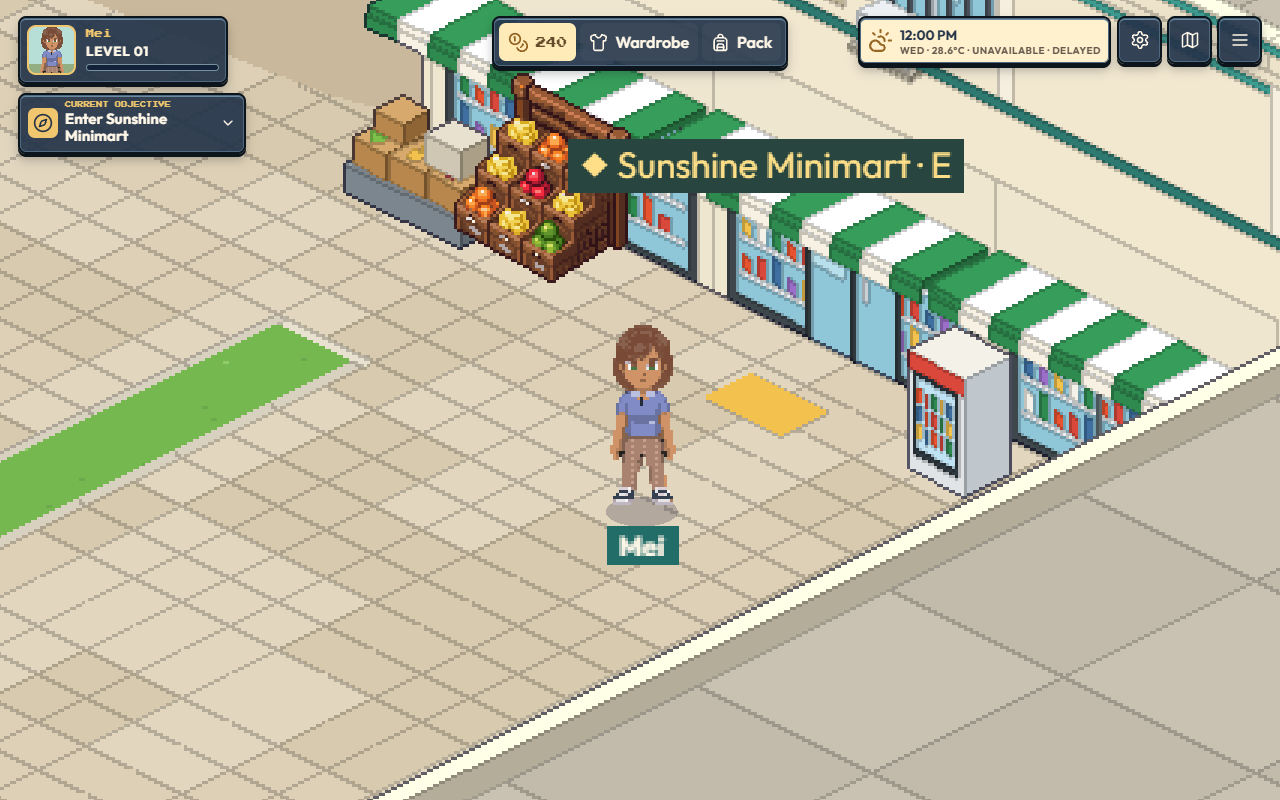 Mei
LEVEL 01
CURRENT OBJECTIVE
Enter Sunshine
Minimart
240
Wardrobe
Pack
12:00 PM
WED · 28.6°C · UNAVAILABLE · DELAYED
Sunshine Minimart · E
Mei